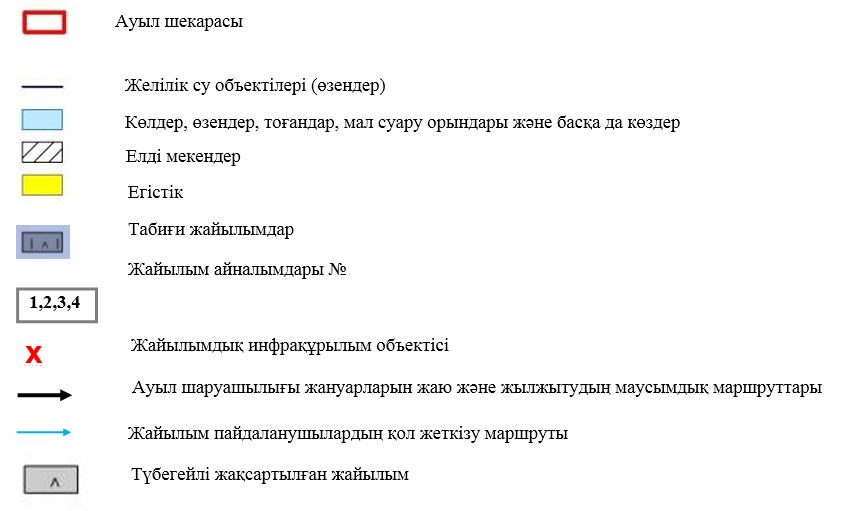 Ауыл шекарасы
Желілік су объектілері (өзендер)
Көлдер, өзендер, тоғандар, мал суару орындары және басқа да көздер
Елді мекендер
Егістік
Табиғи жайылымдар
Жайылым айналымдары №
1,2,3,4
Жайылымдық инфрақұрылым объектісі
Ауыл шаруашылығы жануарларын жаю және жылжытудың маусымдық маршруттары
Жайылым пайдаланушылардың қол жеткізу маршруты
Түбегейлі жақсартылған жайылым